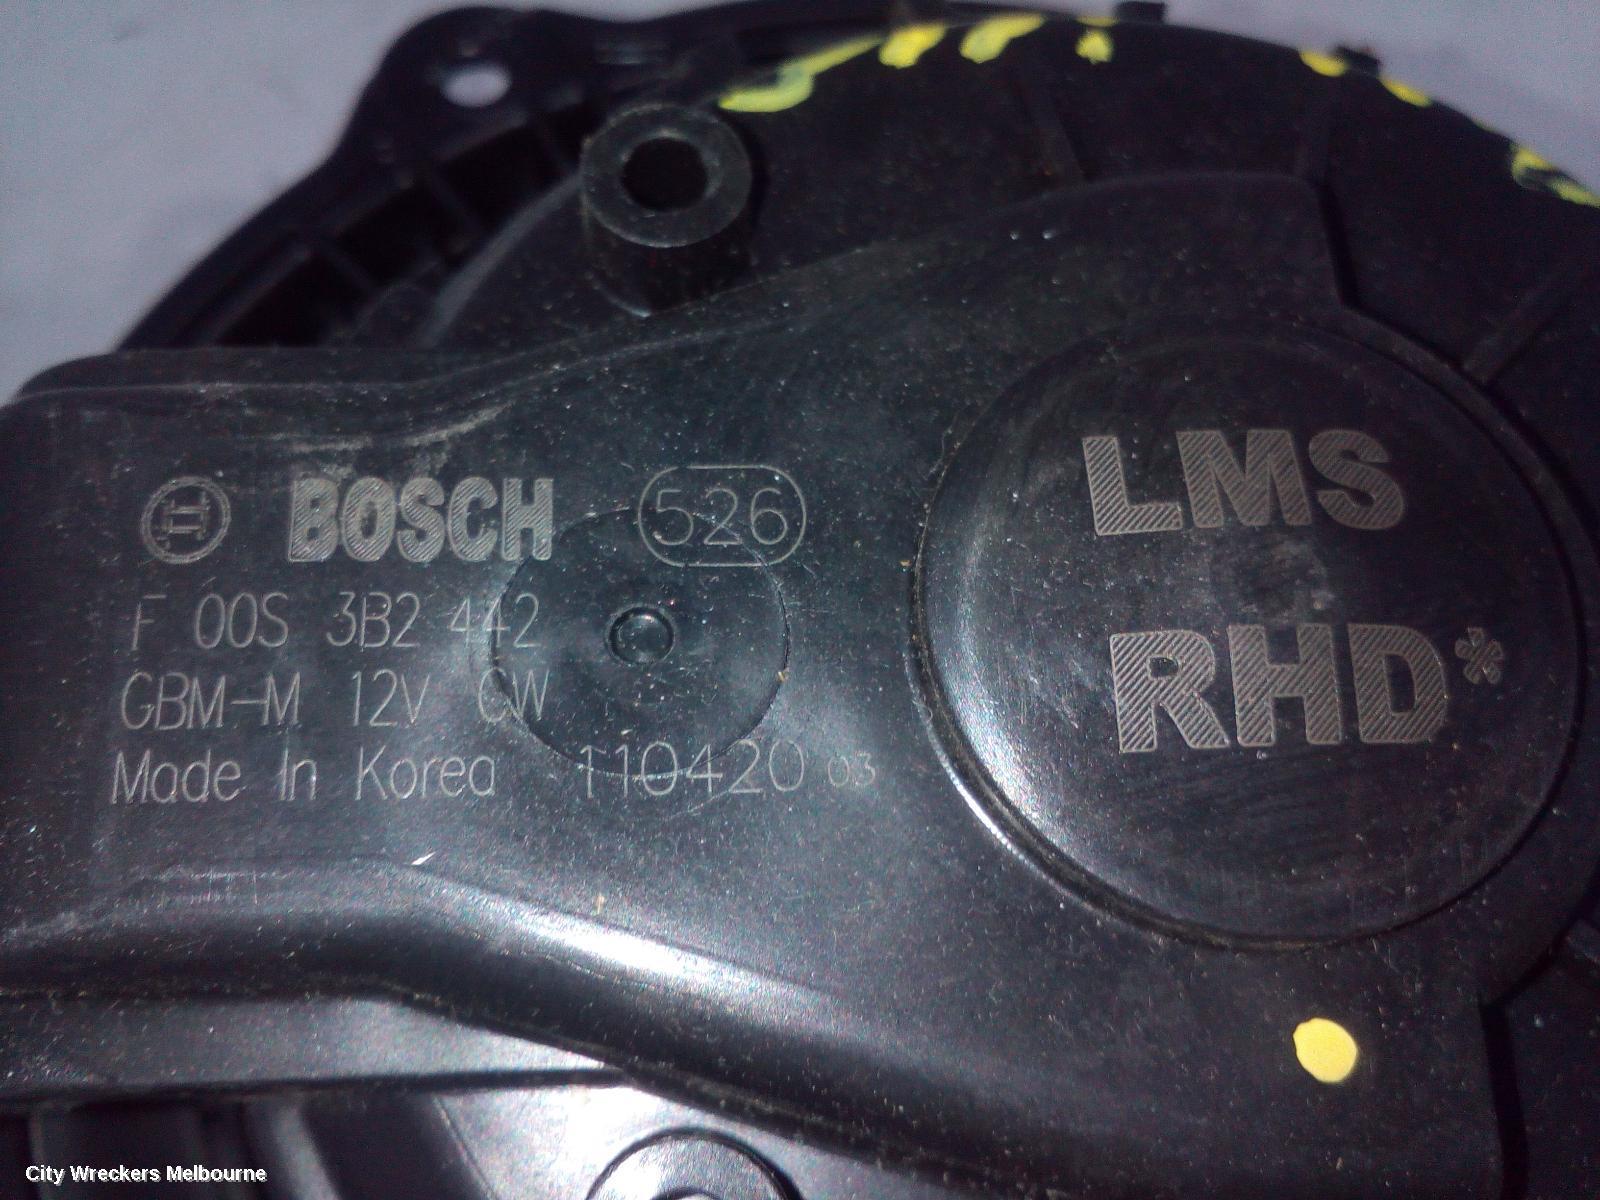 LMS
BOSCH 526
F 00S 3B2 442
RHD*
GBM-M 12V CW
Made In Korea 110420 03
City Wreckers Melbourne